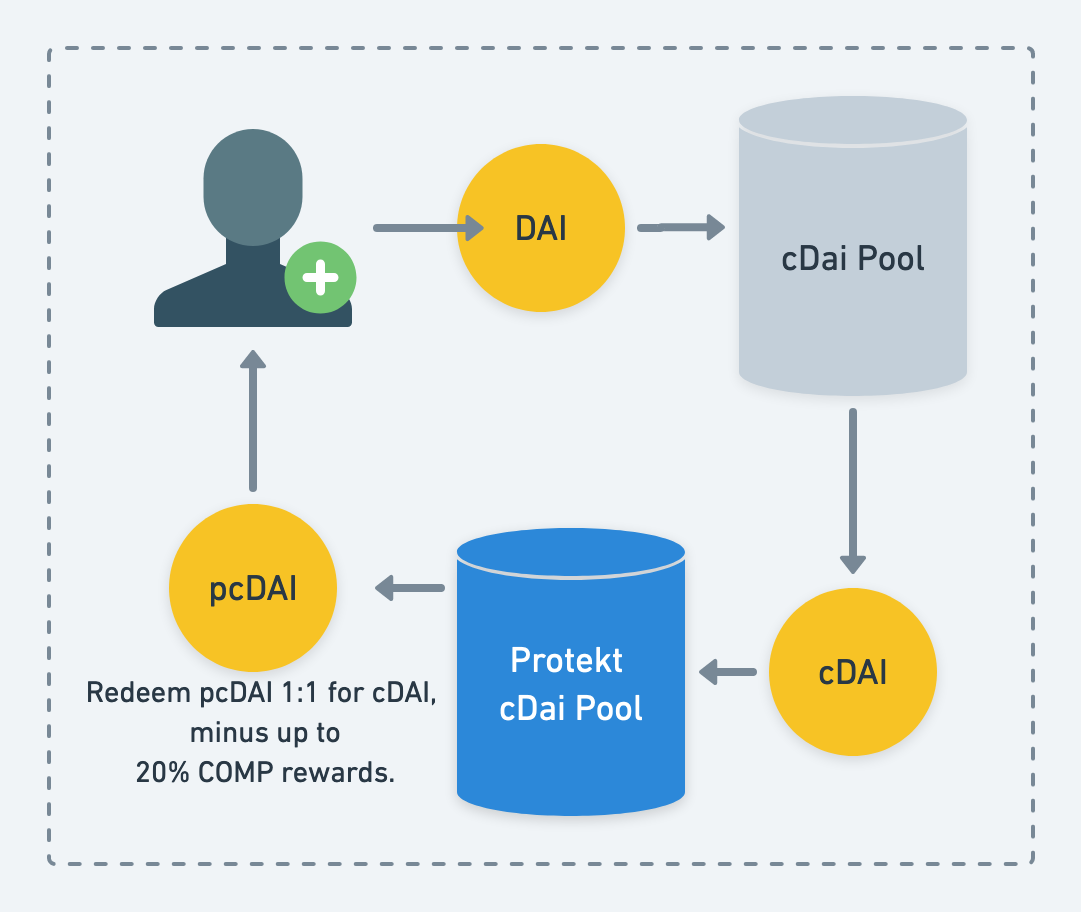 DAI
cDai Pool
cDAI
Protekt
cDai Pool
pcDAI
Redeem pcDAI 1:1 for cDAI,
minus up to
20% COMP rewards.